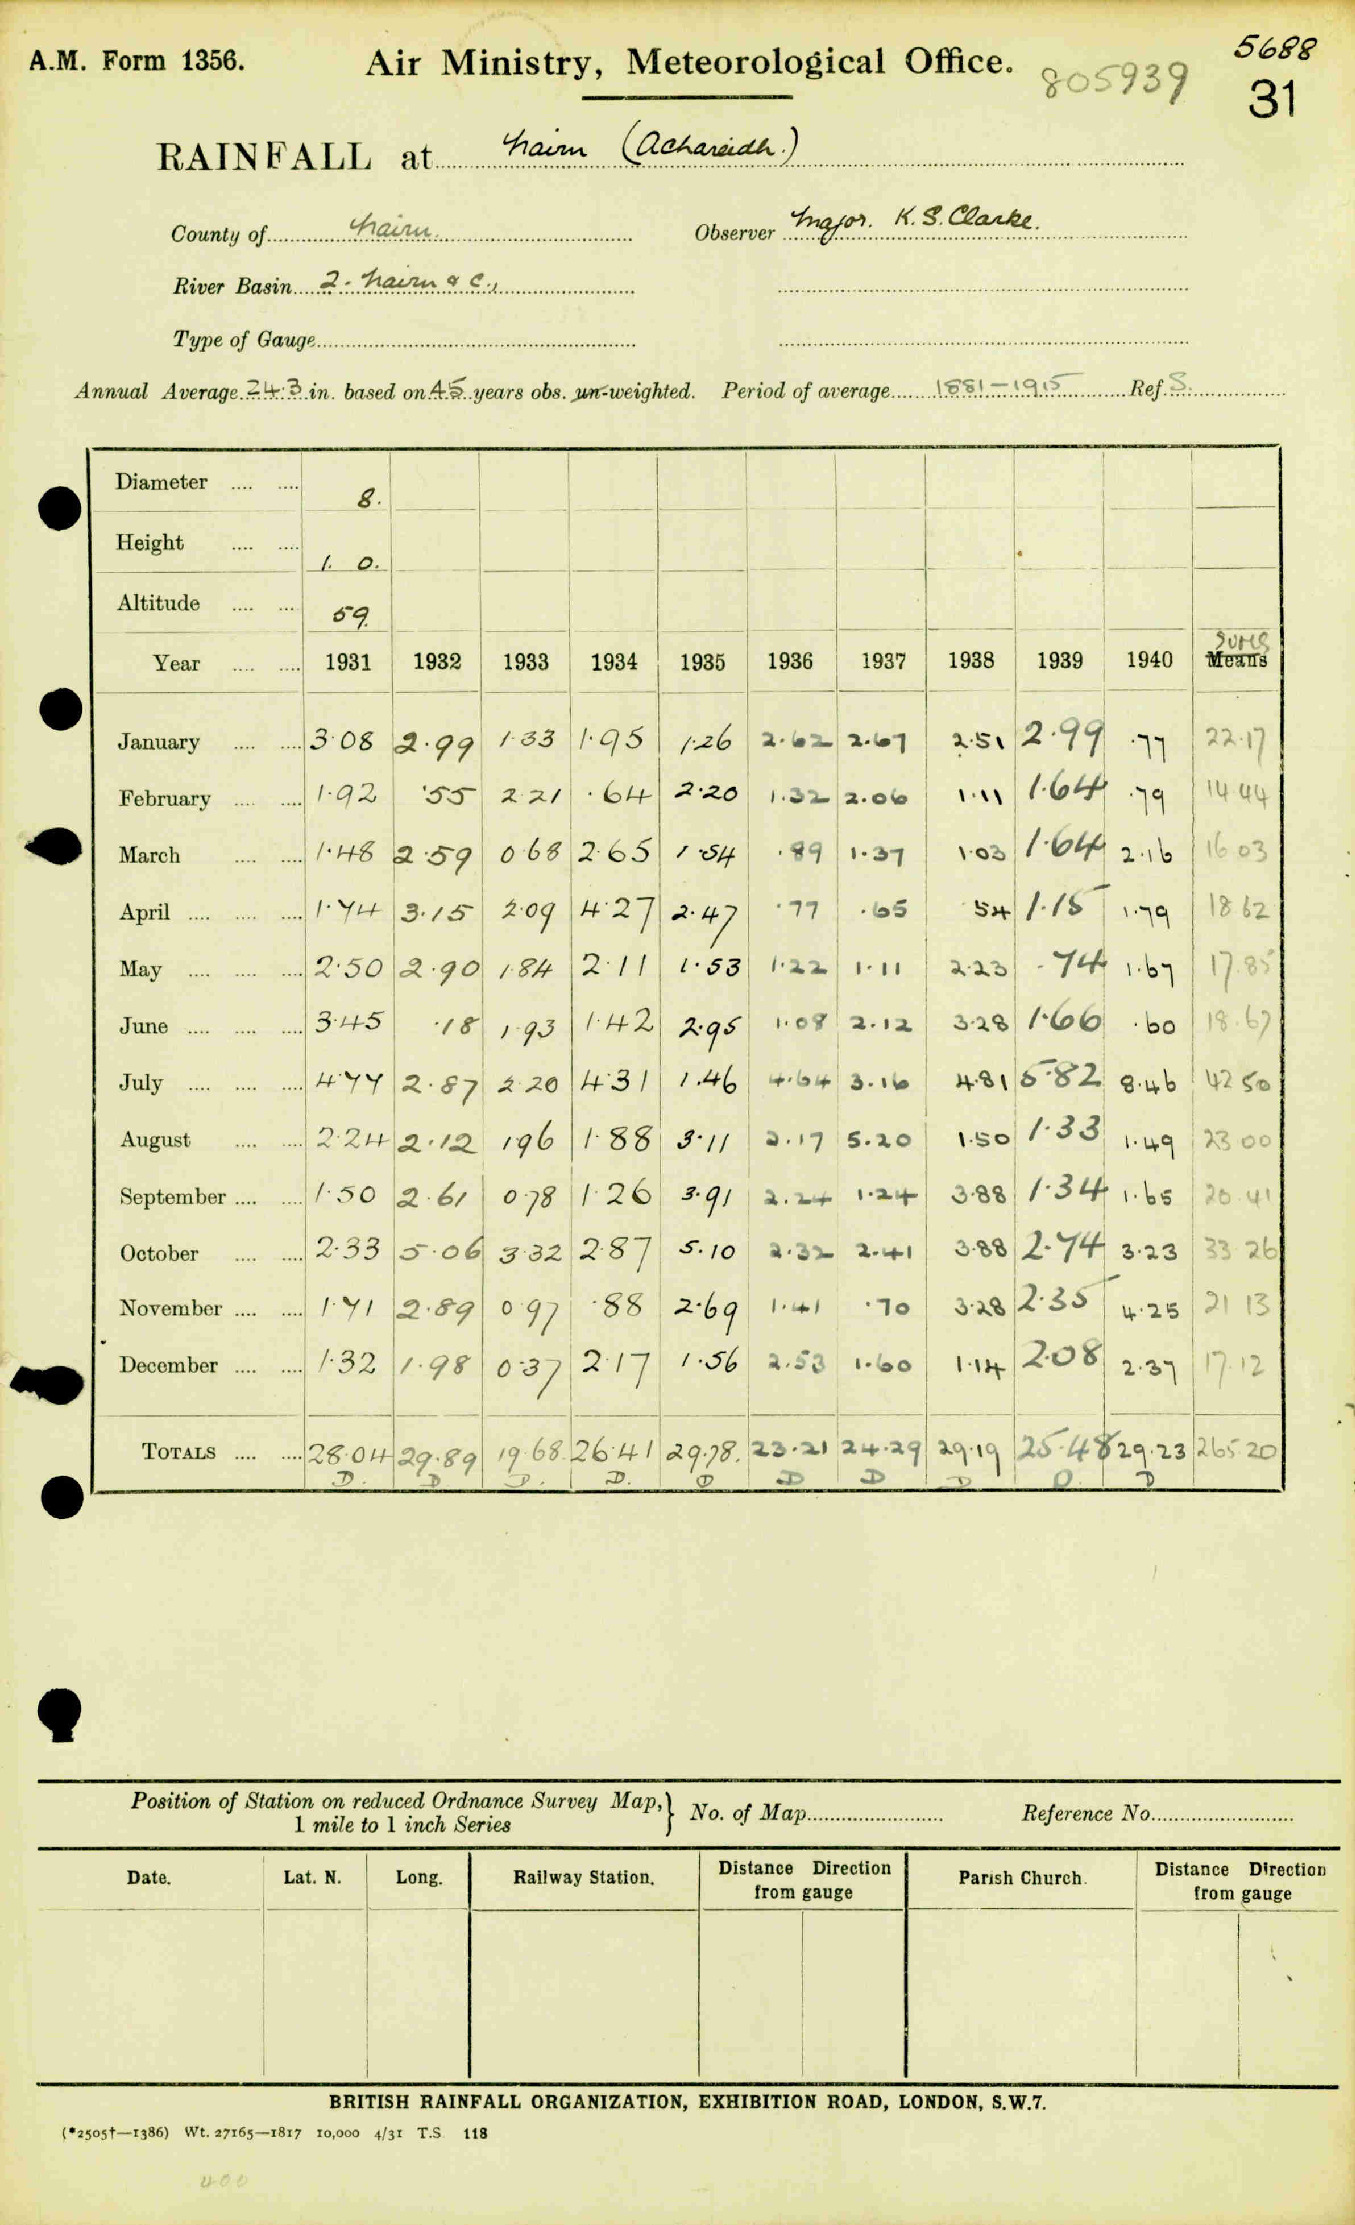 A.M. Form 1356.
Air Ministry, Meteorological Office.
805939
5688
31
RAINFALL at Nairn (Achareidh.)
County of Nairn. Observer Major. K. S. Clarke.
River Basin 2. Nairn & C.,
Type of Gauge
Annual Average 24.3 in. based on 45 years obs. un-weighted. Period of average 1881-1915 Ref. S.
Diameter 8.
Height 1. 0.
Altitude 59.
Sums
Year 1931 1932 1933 1934 1935 1936 1937 1938 1939 1940 Means
January 3.08 2.99 1.33 1.95 1.26 2.62 2.67 2.51 2.99 .77 22.17
February 1.92 .55 2.21 .64 2.20 1.32 2.06 1.11 1.64 .79 14.44
March 1.48 2.59 0.68 2.65 1.54 .89 1.37 1.03 1.64 2.16 16.03
April 1.74 3.15 2.09 4.27 2.47 .77 .65 .54 1.15 1.79 18.62
May 2.50 2.90 1.84 2.11 1.53 1.22 1.11 2.23 .74 1.67 17.85
June 3.45 .18 1.93 1.42 2.95 1.08 2.12 3.28 1.66 .60 18.67
July 4.77 2.87 2.20 4.31 1.46 4.64 3.16 4.81 5.82 8.46 42.50
August 2.24 2.12 1.96 1.88 3.11 2.17 5.20 1.50 1.33 1.49 23.00
September 1.50 2.61 0.78 1.26 3.91 2.24 1.24 3.88 1.34 1.65 20.41
October 2.33 5.06 3.32 2.87 5.10 2.32 2.41 3.88 2.74 3.23 33.26
November 1.71 2.89 0.97 .88 2.69 1.41 .70 3.28 2.35 4.25 21.13
December 1.32 1.98 0.37 2.17 1.56 2.53 1.60 1.14 2.08 2.37 17.12
TOTALS 28.04 29.89 19.68. 26.41 29.78. 23.21 24.29 29.19 25.48 29.23 265.20
D. D. D. D. D D D D D. D
Position of Station on reduced Ordnance Survey Map, } No. of Map Reference No.
1 mile to 1 inch Series
Date. Lat. N. Long. Railway Station. Distance Direction from gauge Parish Church. Distance Direction from gauge
BRITISH RAINFALL ORGANIZATION, EXHIBITION ROAD, LONDON, S.W.7.
(*2505†—1386) Wt. 27165—1817 10,000 4/31 T.S. 118
400